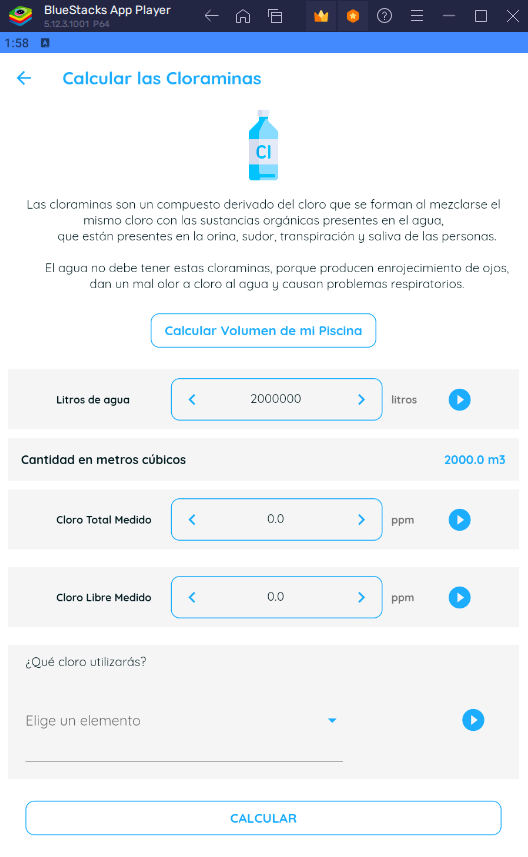 BlueStacks App Player
5.12.3.1001 P64
1:58 A
Calcular las Cloraminas
Cl
Las cloraminas son un compuesto derivado del cloro que se forman al mezclarse el
mismo cloro con las sustancias orgánicas presentes en el agua,
que están presentes en la orina, sudor, transpiración y saliva de las personas.
El agua no debe tener estas cloraminas, porque producen enrojecimiento de ojos,
dan un mal olor a cloro al agua y causan problemas respiratorios.
Calcular Volumen de mi Piscina
Litros de agua 2000000 litros
Cantidad en metros cúbicos 2000.0 m3
Cloro Total Medido 0.0 ppm
Cloro Libre Medido 0.0 ppm
¿Qué cloro utilizarás?
Elige un elemento
CALCULAR